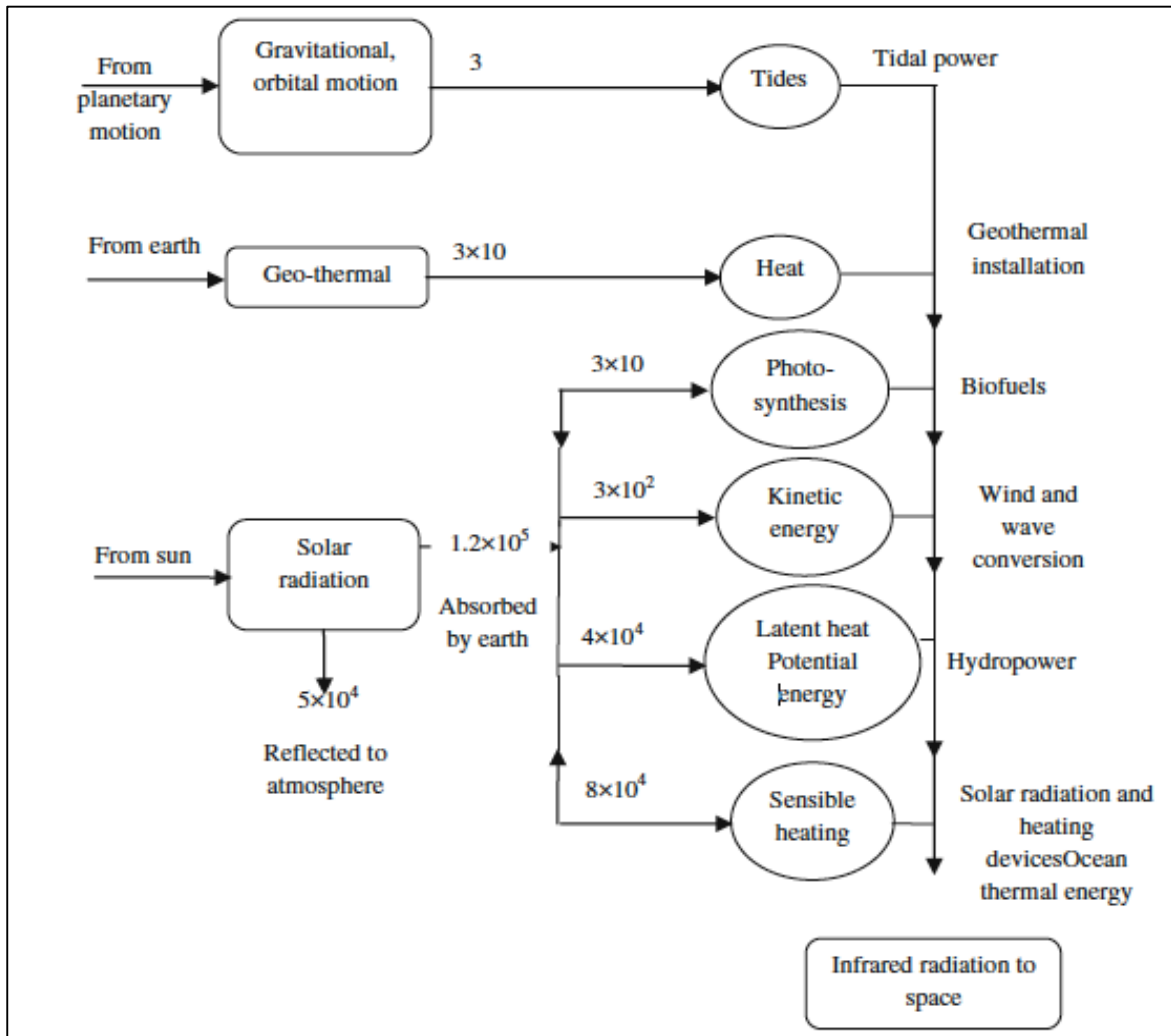 From
planetary
motion
Gravitational,
orbital motion
3
Tides
Tidal power
From earth
Geo-thermal
3×10
Heat
Geothermal
installation
3×10
Photo-
synthesis
Biofuels
3×10²
Kinetic
energy
Wind and
wave
conversion
From sun
Solar
radiation
1.2×10⁵
Absorbed
by earth
4×10⁴
Latent heat
Potential
energy
Hydropower
5×10⁴
Reflected to
atmosphere
8×10⁴
Sensible
heating
Solar radiation and
heating
devicesOcean
thermal energy
Infrared radiation to
space